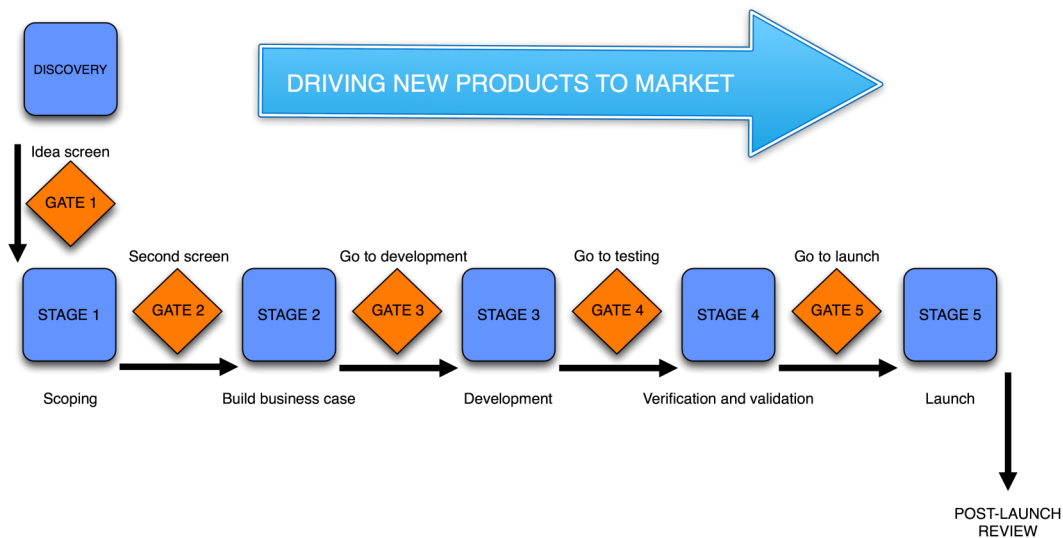 DISCOVERY
DRIVING NEW PRODUCTS TO MARKET
Idea screen
GATE 1
Second screen
Go to development
Go to testing
Go to launch
STAGE 1
GATE 2
STAGE 2
GATE 3
STAGE 3
GATE 4
STAGE 4
GATE 5
STAGE 5
Scoping
Build business case
Development
Verification and validation
Launch
POST-LAUNCH
REVIEW